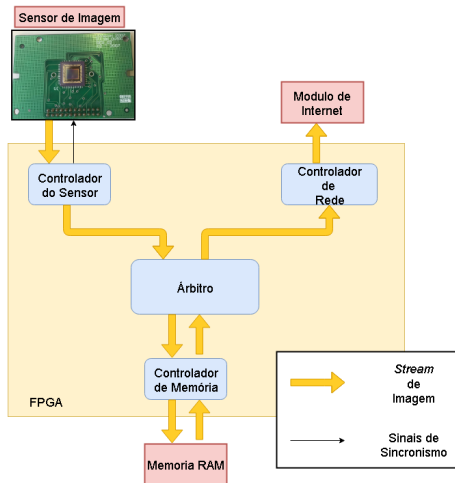 Sensor de Imagem
Modulo de
Internet
Controlador
do Sensor
Controlador
de
Rede
Árbitro
Controlador
de Memória
FPGA
Memoria RAM
Stream
de
Imagem
Sinais de
Sincronismo